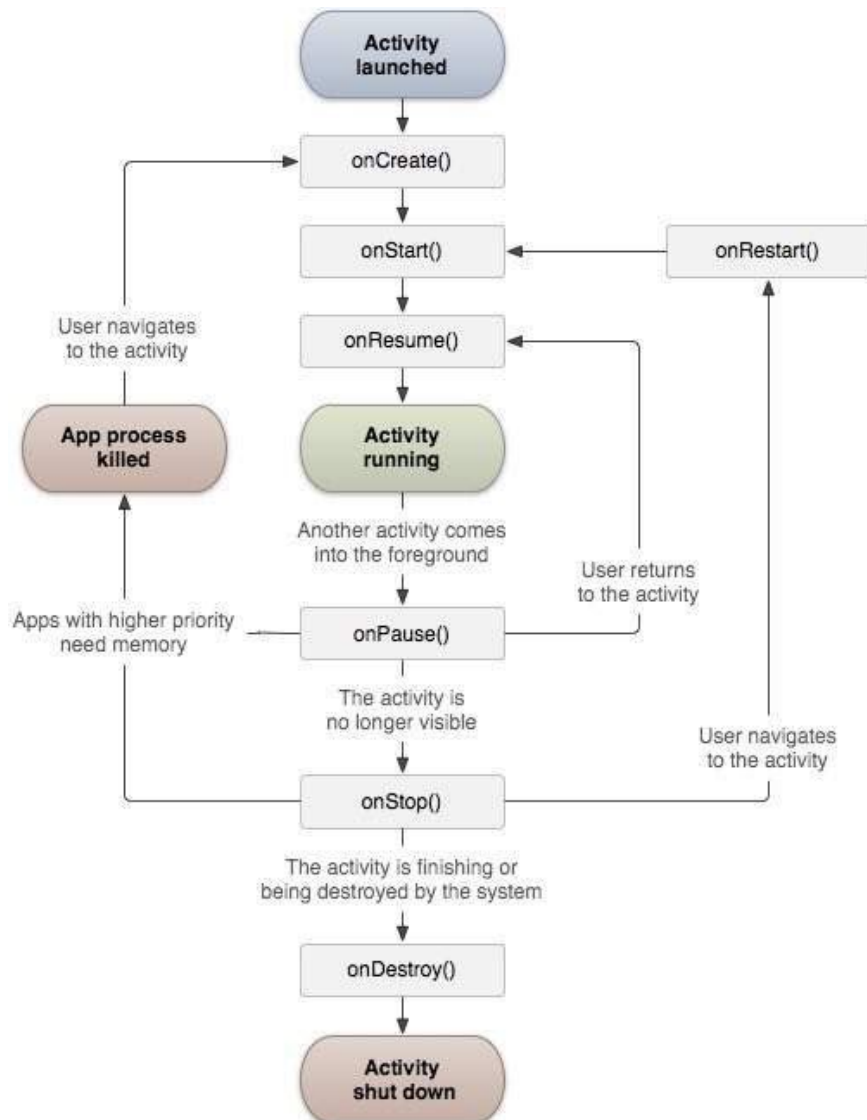 Activity
launched
onCreate()
onStart()
onRestart()
User navigates
to the activity
onResume()
App process
killed
Activity
running
Another activity comes
into the foreground
User returns
to the activity
Apps with higher priority
need memory
onPause()
The activity is
no longer visible
User navigates
to the activity
onStop()
The activity is finishing or
being destroyed by the system
onDestroy()
Activity
shut down